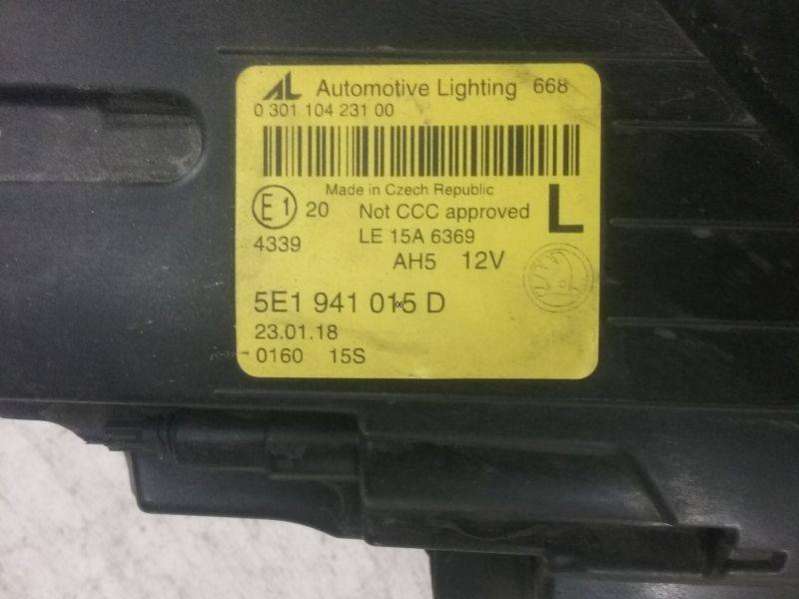 AL Automotive Lighting 668
0 301 104 231 00
Made in Czech Republic
E1 20 Not CCC approved L
4339 LE 15A 6369
AH5 12V
5E1 941 015 D
23.01.18
0160 15S